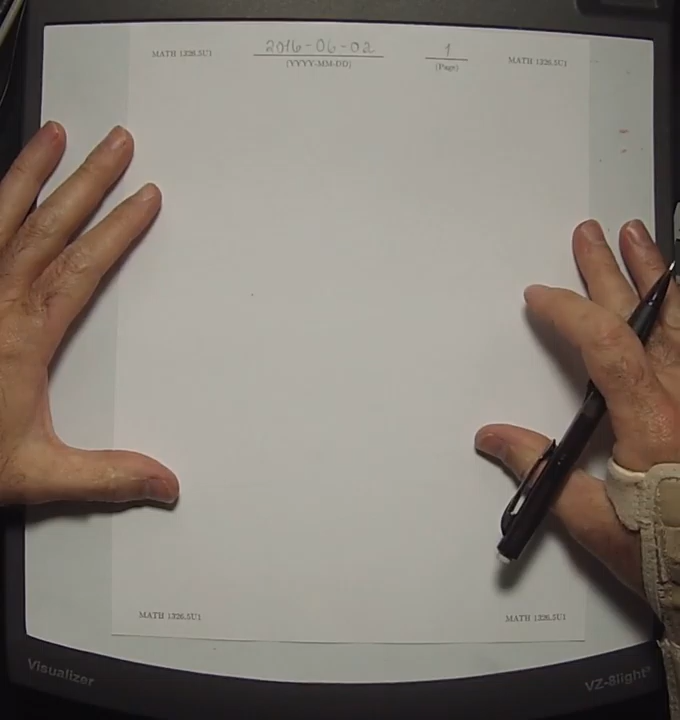 MATH 1326.5U1 2016-06-02 1 MATH 1326.5U1
(YYYY-MM-DD) (Page)
MATH 1326.5U1 MATH 1326.5U1
Visualizer VZ-8light³